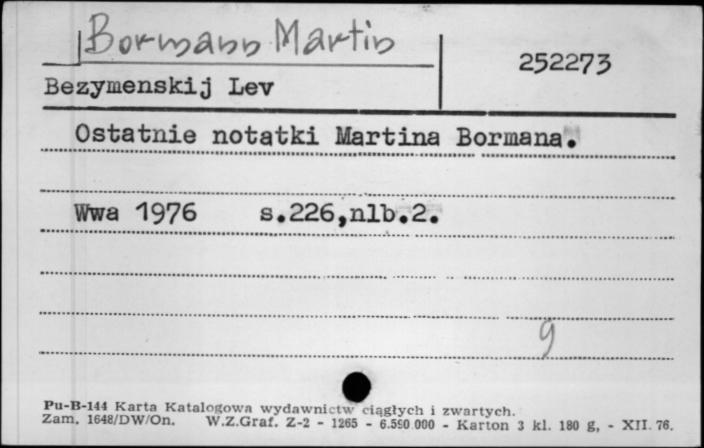 Bormann Martin
252273
Bezymenskij Lev
Ostatnie notatki Martina Bormana.
Wwa 1976 s.226,nlb.2.
g
Pu-B-144 Karta Katalogowa wydawnictw ciągłych i zwartych.
Zam. 1648/DW/On. W.Z.Graf. Z-2 - 1265 - 6.550 000 - Karton 3 kl. 180 g, - XII. 76.